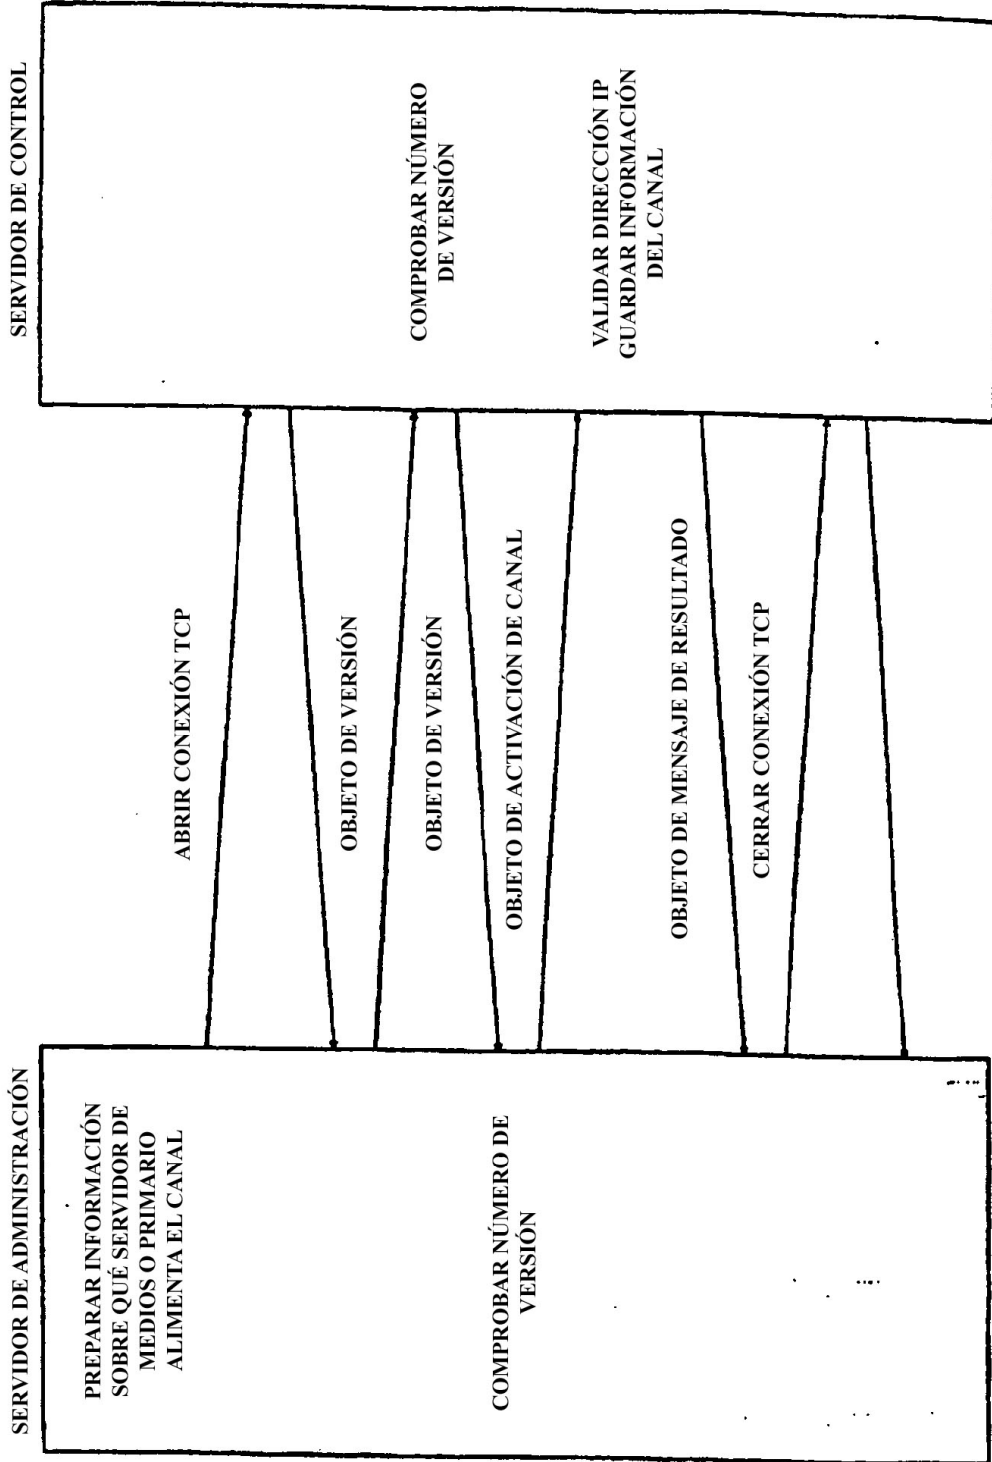 SERVIDOR DE ADMINISTRACIÓN
PREPARAR INFORMACIÓN
SOBRE QUÉ SERVIDOR DE
MEDIOS O PRIMARIO
ALIMENTA EL CANAL
COMPROBAR NÚMERO DE
VERSIÓN
ABRIR CONEXIÓN TCP
OBJETO DE VERSIÓN
OBJETO DE VERSIÓN
OBJETO DE ACTIVACIÓN DE CANAL
OBJETO DE MENSAJE DE RESULTADO
CERRAR CONEXIÓN TCP
SERVIDOR DE CONTROL
COMPROBAR NÚMERO
DE VERSIÓN
VALIDAR DIRECCIÓN IP
GUARDAR INFORMACIÓN
DEL CANAL